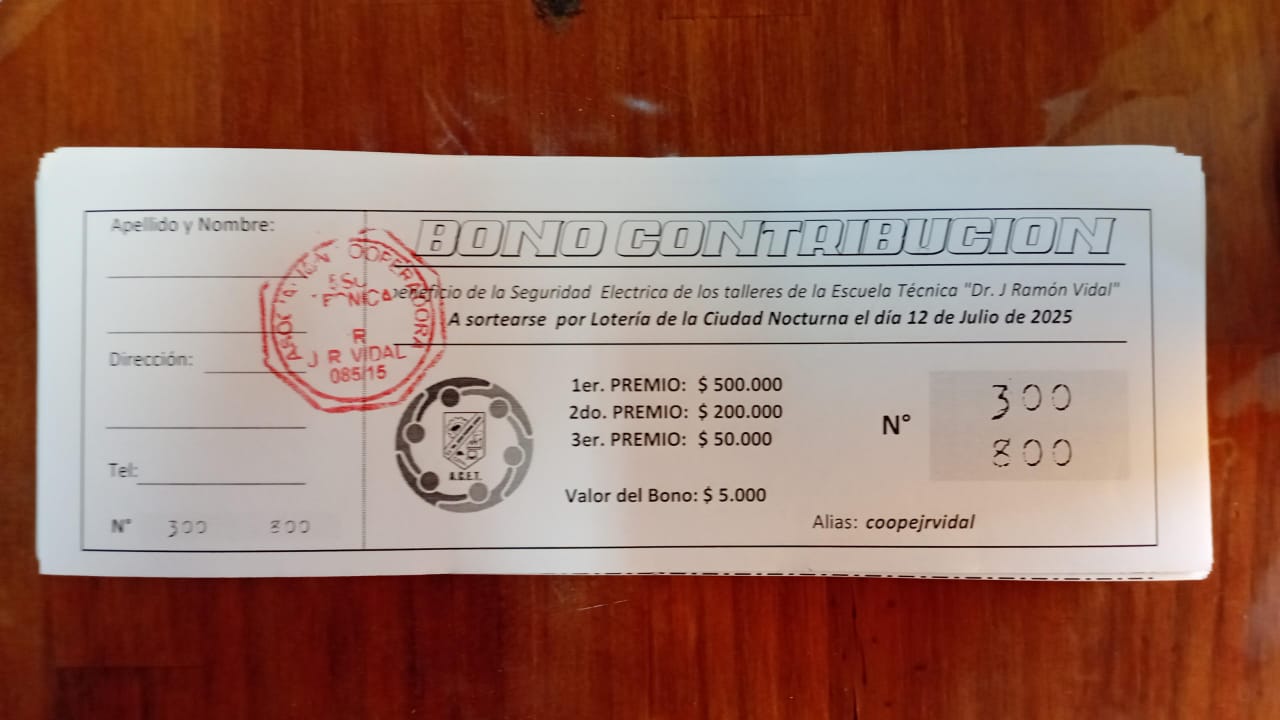 Apellido y Nombre:
Dirección:
Tel:
N° 300 800
COOPERADORA
J R VIDAL
085/15
BONO CONTRIBUCION
beneficio de la Seguridad Electrica de los talleres de la Escuela Técnica "Dr. J Ramón Vidal"
A sortearse por Lotería de la Ciudad Nocturna el día 12 de Julio de 2025
1er. PREMIO: $ 500.000
2do. PREMIO: $ 200.000
3er. PREMIO: $ 50.000
Valor del Bono: $ 5.000
A.C.E.T.
N° 300
800
Alias: coopejrvidal